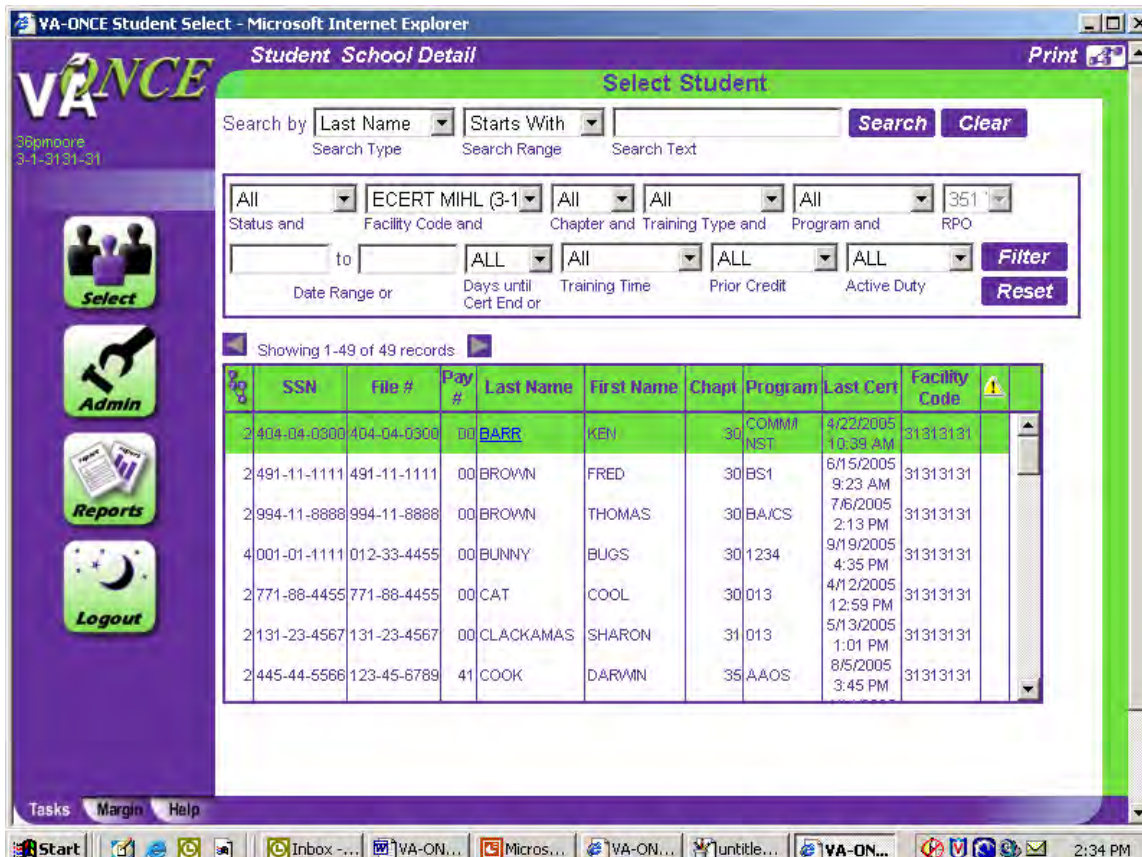 VA-ONCE Student Select - Microsoft Internet Explorer
Student School Detail
Print
VA ONCE
Select Student
36pmoore
3-1-3131-31
Search by Last Name Starts With Search Clear
Search Type Search Range Search Text
All ECERT MIHL (3-1 All All All 351
Status and Facility Code and Chapter and Training Type and Program and RPO
to ALL All ALL ALL Filter
Date Range or Days until Cert End or Training Time Prior Credit Active Duty Reset
Select
Admin
Reports
Logout
Showing 1-49 of 49 records
SSN File # Pay # Last Name First Name Chapt Program Last Cert Facility Code
2 404-04-0300 404-04-0300 00 BARR KEN 30 COMM/I NST 4/22/2005 10:39 AM 31313131
2 491-11-1111 491-11-1111 00 BROWN FRED 30 BS1 6/15/2005 9:23 AM 31313131
2 994-11-8888 994-11-8888 00 BROWN THOMAS 30 BA/CS 7/6/2005 2:13 PM 31313131
4 001-01-1111 012-33-4455 00 BUNNY BUGS 30 1234 9/19/2005 4:35 PM 31313131
2 771-88-4455 771-88-4455 00 CAT COOL 30 013 4/12/2005 12:59 PM 31313131
2 131-23-4567 131-23-4567 00 CLACKAMAS SHARON 31 013 5/13/2005 1:01 PM 31313131
2 445-44-5566 123-45-6789 41 COOK DARWIN 35 AAOS 8/5/2005 3:45 PM 31313131
Tasks Margin Help
Start Inbox -... VA-ON... Micros... VA-ON... untitle... VA-ON... 2:34 PM